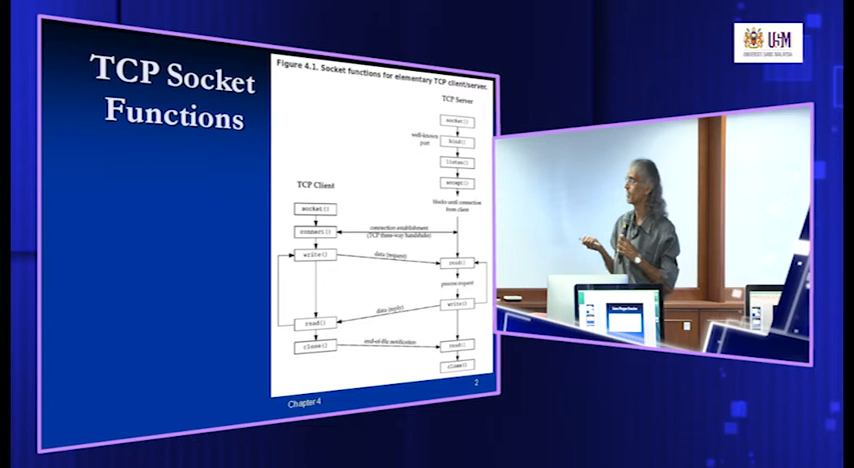 TCP Socket
Functions
Figure 4.1. Socket functions for elementary TCP client/server.
TCP Server
socket()
well-known
port
bind()
listen()
accept()
blocks until connection
from client
TCP Client
socket()
connect()
connection establishment
(TCP three-way handshake)
write()
data (request)
read()
process request
write()
data (reply)
read()
close()
end-of-file notification
read()
close()
Chapter 4
2
USM
UNIVERSITI SAINS MALAYSIA